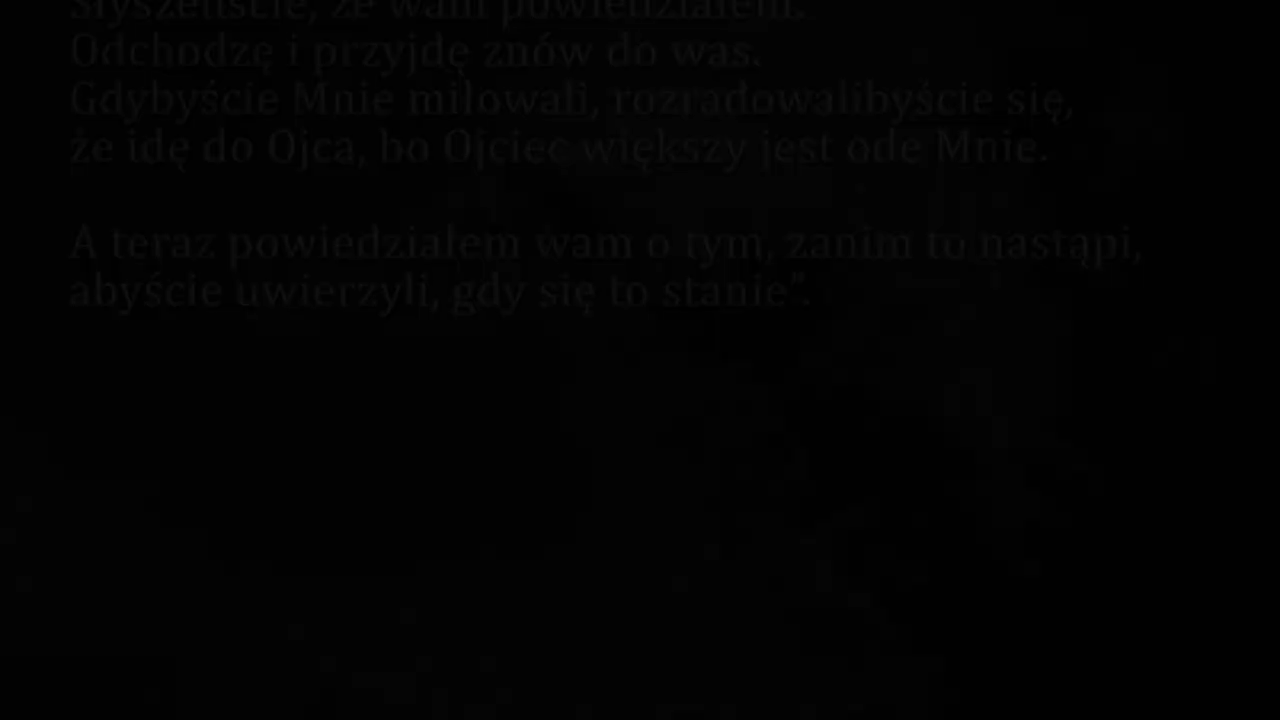 Słyszeliście, że wam powiedziałem:
Odchodzę i przyjdę znów do was.
Gdybyście Mnie miłowali, rozradowalibyście się,
że idę do Ojca, bo Ojciec większy jest ode Mnie.
A teraz powiedziałem wam o tym, zanim to nastąpi,
abyście uwierzyli, gdy się to stanie".